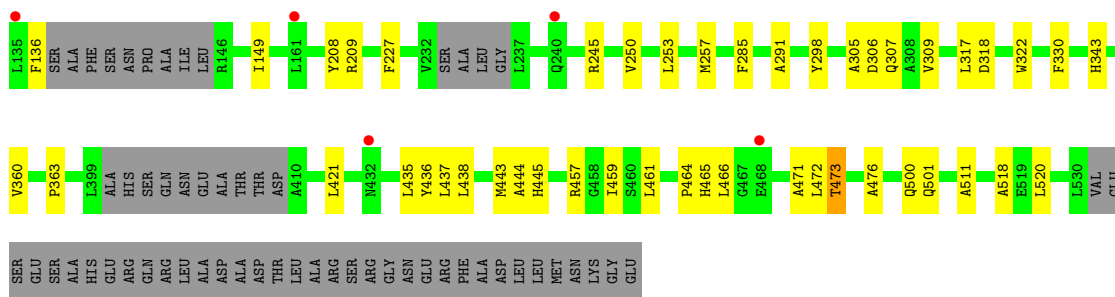 L135 F136 SER ALA PHE SER ASN PRO ALA ILE LEU R146 I149 L161 Y208 R209 F227 V232 SER ALA LEU GLY L237 Q240 R245 V250 L253 M257 F285 A291 Y298 A305 D306 Q307 A308 V309 L317 D318 W322 F330 H343
V360 P363 L399 ALA HIS SER GLN ASN GLU ALA THR THR ASP A410 L421 N432 L435 Y436 L437 L438 M443 A444 H445 R457 G458 I459 S460 L461 P464 H465 L466 G467 E468 A471 L472 T473 A476 Q500 Q501 A511 A518 E519 L520 L530 VAL GLU
SER GLU SER ALA HIS GLU ARG GLN ARG LEU ALA ASP ALA ASP THR LEU ALA ARG SER ARG GLY ASN GLU ARG PHE ALA ASP LEU LEU MET ASN LYS GLY GLU